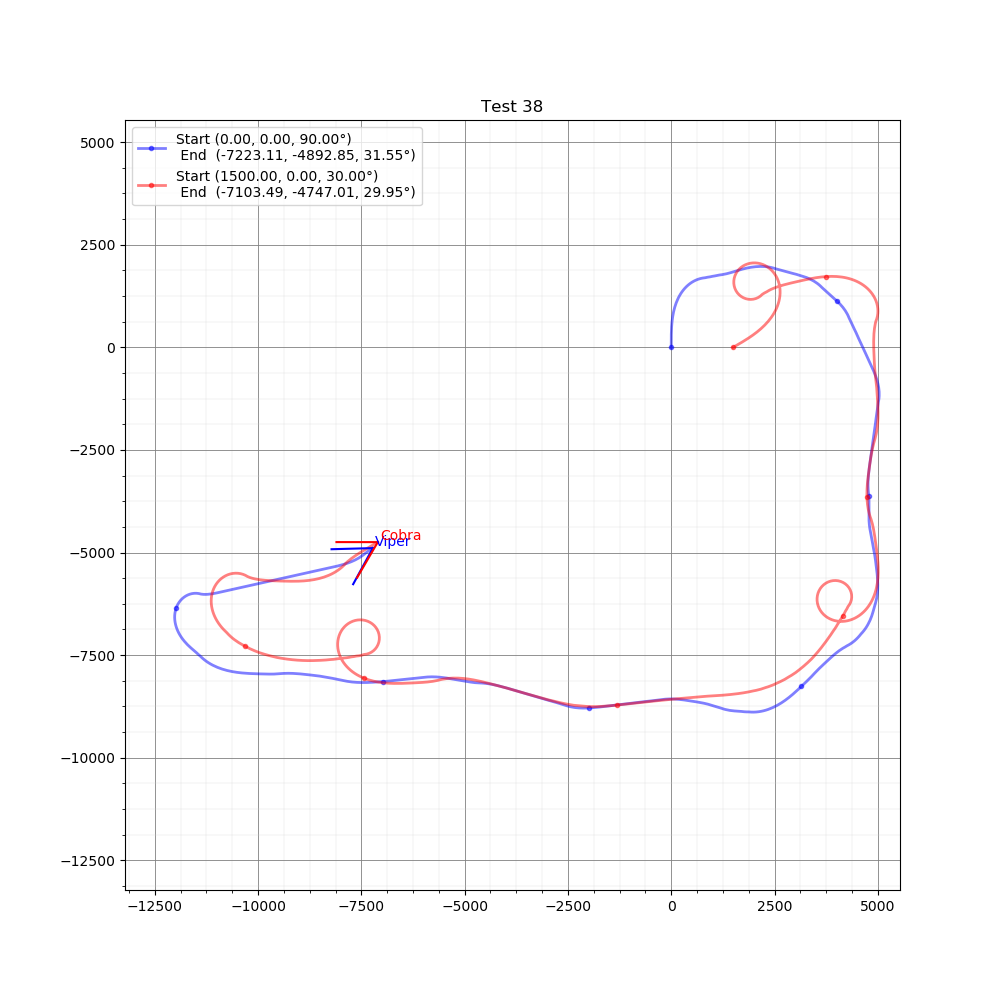 Test 38
Start (0.00, 0.00, 90.00°)
End  (-7223.11, -4892.85, 31.55°)
Start (1500.00, 0.00, 30.00°)
End  (-7103.49, -4747.01, 29.95°)
5000
2500
0
−2500
−5000
−7500
−10000
−12500
Cobra
Viper
−12500 −10000 −7500 −5000 −2500 0 2500 5000